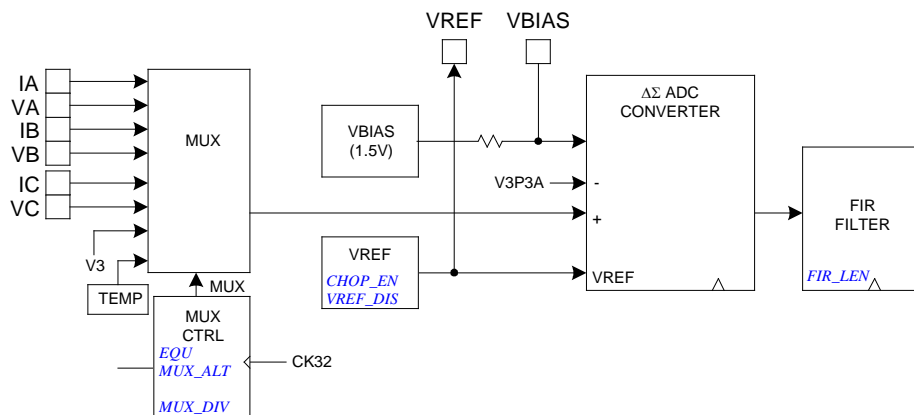 VREF
VBIAS
IA
VA
IB
VB
IC
VC
V3
TEMP
MUX
MUX
MUX
CTRL
EQU
MUX_ALT
MUX_DIV
CK32
VBIAS
(1.5V)
V3P3A
VREF
CHOP_EN
VREF_DIS
ΔΣ ADC
CONVERTER
-
+
VREF
FIR
FILTER
FIR_LEN